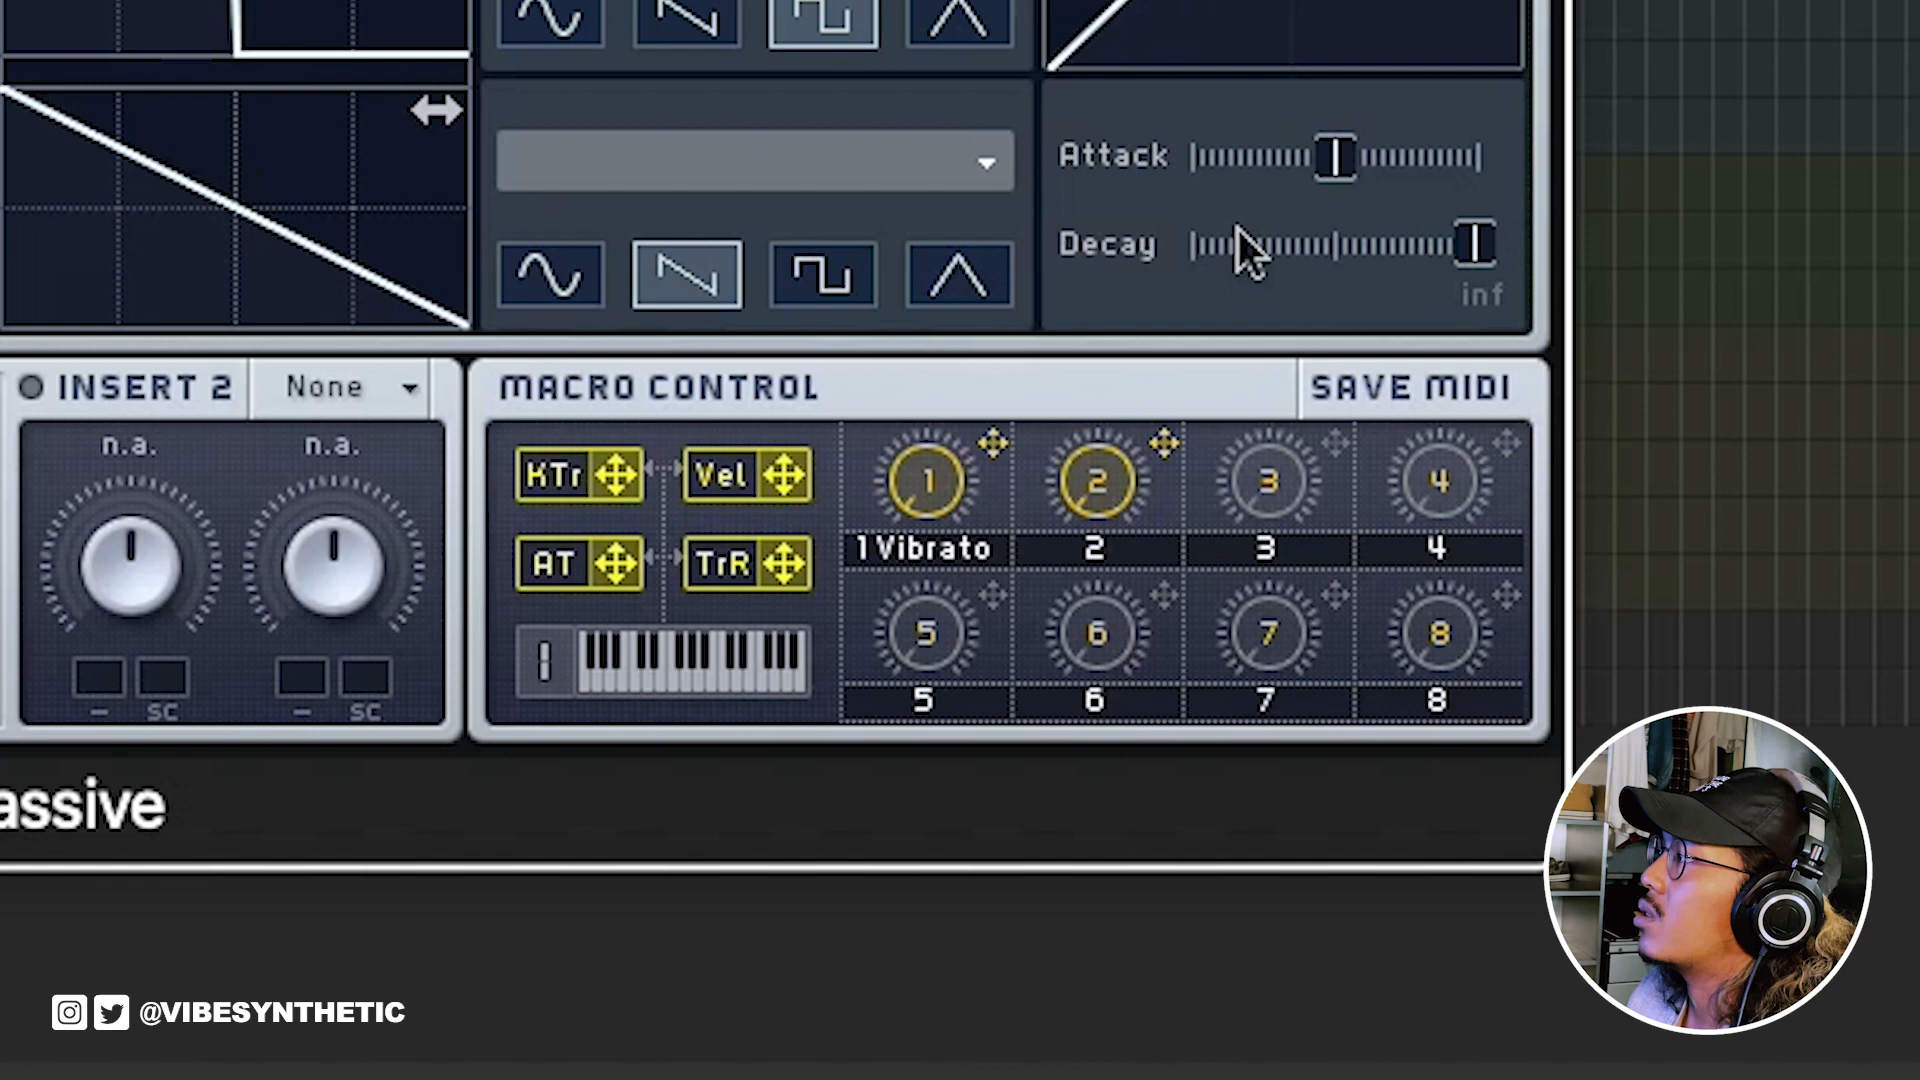 Attack
Decay
inf
INSERT 2 None
n.a. n.a.
– SC – SC
MACRO CONTROL SAVE MIDI
KTr Vel
AT TrR
1 2 3 4
1 Vibrato 2 3 4
5 6 7 8
5 6 7 8
assive
@VIBESYNTHETIC